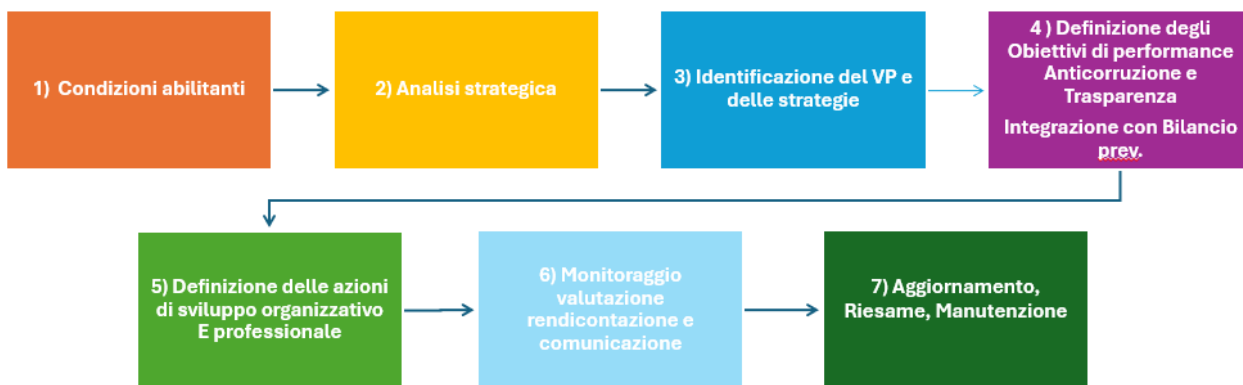 1) Condizioni abilitanti
2) Analisi strategica
3) Identificazione del VP e
delle strategie
4 ) Definizione degli
Obiettivi di performance
Anticorruzione e
Trasparenza
Integrazione con Bilancio
prev.
5) Definizione delle azioni
di sviluppo organizzativo
E professionale
6) Monitoraggio
valutazione
rendicontazione e
comunicazione
7) Aggiornamento,
Riesame, Manutenzione